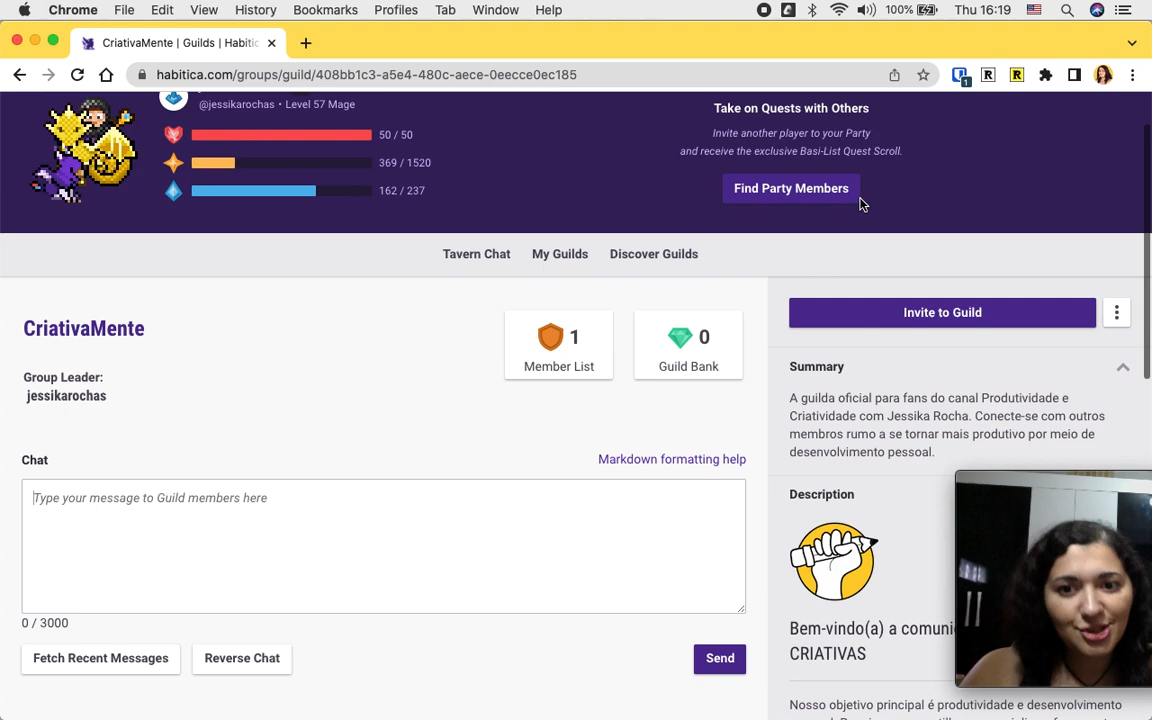 Chrome File Edit View History Bookmarks Profiles Tab Window Help 100% Thu 16:19
CriativaMente | Guilds | Habitic
habitica.com/groups/guild/408bb1c3-a5e4-480c-aece-0eecce0ec185
1
R R
@jessikarochas • Level 57 Mage
50 / 50
369 / 1520
162 / 237
Take on Quests with Others
Invite another player to your Party
and receive the exclusive Basi-List Quest Scroll.
Find Party Members
Tavern Chat My Guilds Discover Guilds
CriativaMente
Group Leader:
jessikarochas
1
Member List
0
Guild Bank
Invite to Guild
Summary
A guilda oficial para fans do canal Produtividade e
Criatividade com Jessika Rocha. Conecte-se com outros
membros rumo a se tornar mais produtivo por meio de
desenvolvimento pessoal.
Chat
Markdown formatting help
Type your message to Guild members here
0 / 3000
Fetch Recent Messages Reverse Chat Send
Description
Bem-vindo(a) a comuni
CRIATIVAS
Nosso objetivo principal é produtividade e desenvolvimento